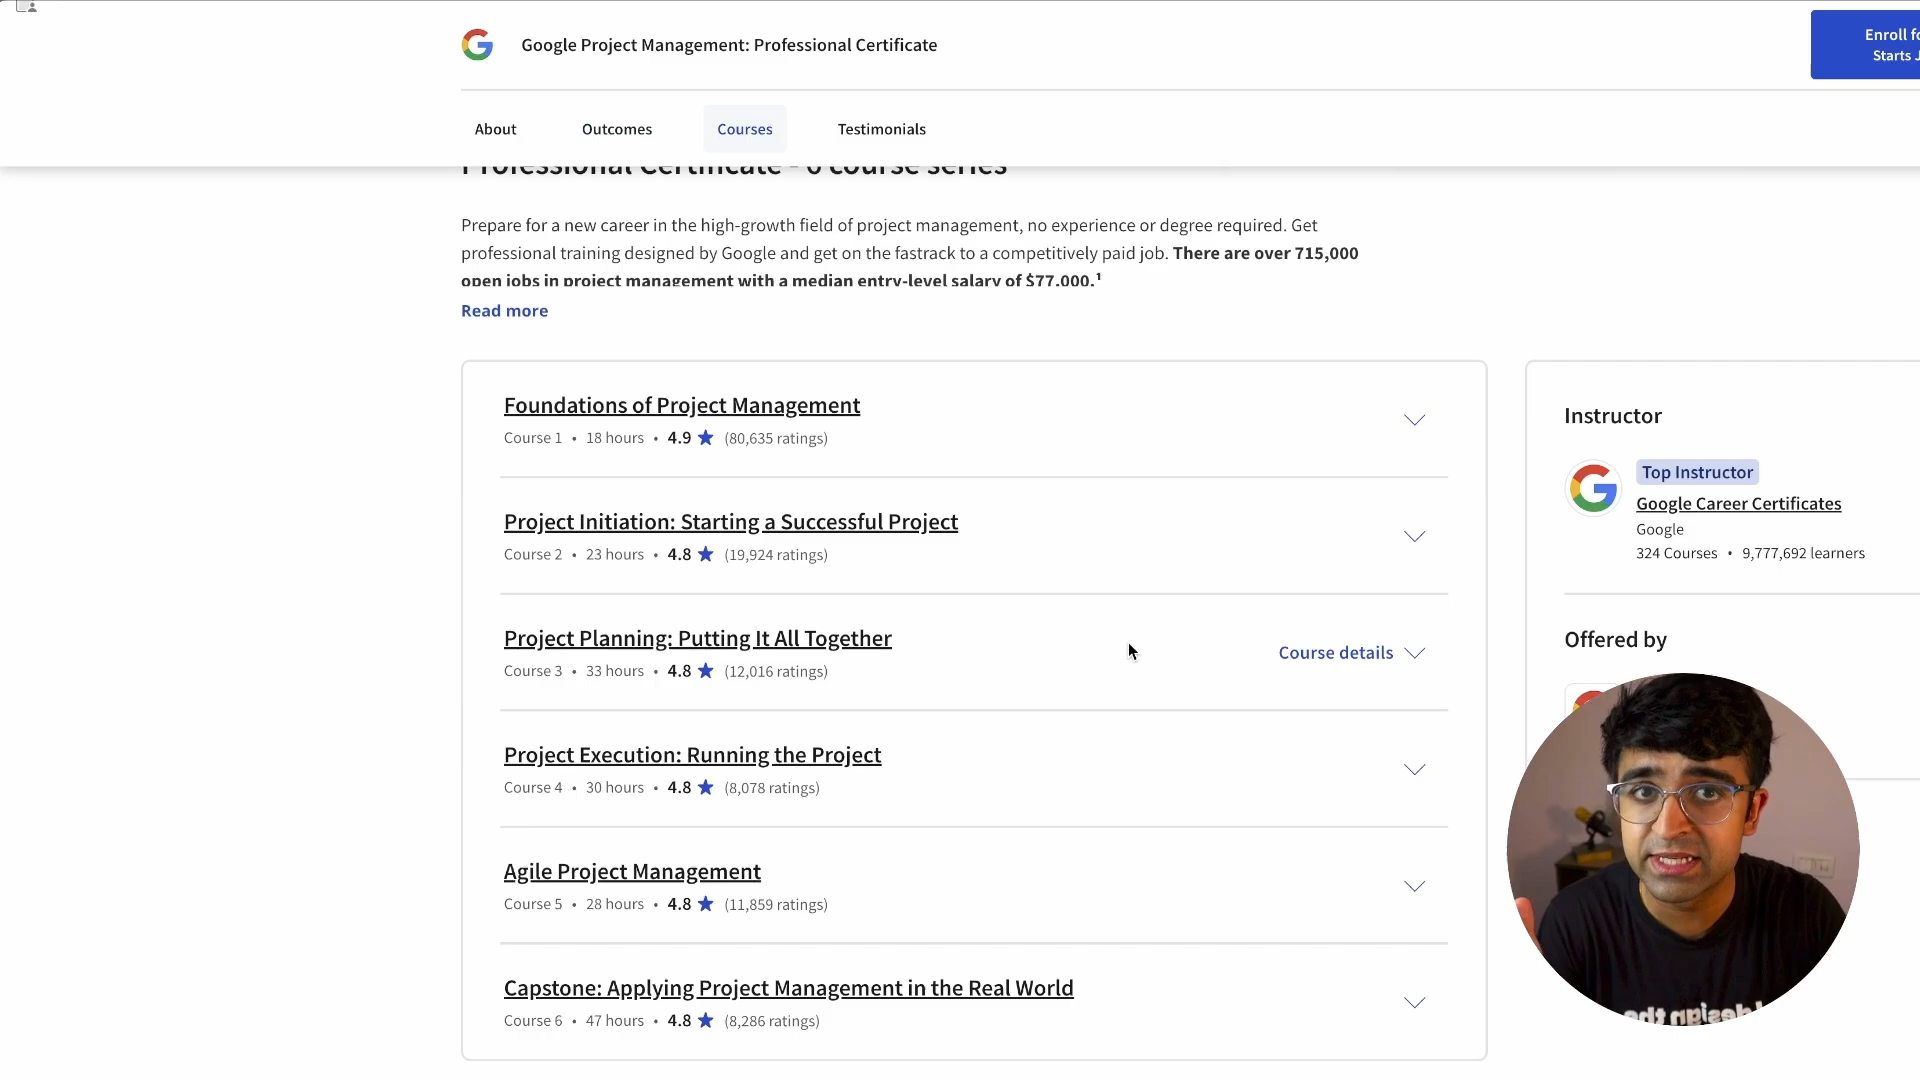 Google Project Management: Professional Certificate
Enroll fo
Starts J
About
Outcomes
Courses
Testimonials
Professional Certificate - 6 course series
Prepare for a new career in the high-growth field of project management, no experience or degree required. Get
professional training designed by Google and get on the fastrack to a competitively paid job. There are over 715,000
open jobs in project management with a median entry-level salary of $77,000.¹
Read more
Foundations of Project Management
Course 1 • 18 hours • 4.9 ★ (80,635 ratings)
Project Initiation: Starting a Successful Project
Course 2 • 23 hours • 4.8 ★ (19,924 ratings)
Project Planning: Putting It All Together
Course 3 • 33 hours • 4.8 ★ (12,016 ratings)
Course details
Project Execution: Running the Project
Course 4 • 30 hours • 4.8 ★ (8,078 ratings)
Agile Project Management
Course 5 • 28 hours • 4.8 ★ (11,859 ratings)
Capstone: Applying Project Management in the Real World
Course 6 • 47 hours • 4.8 ★ (8,286 ratings)
Instructor
Top Instructor
Google Career Certificates
Google
324 Courses • 9,777,692 learners
Offered by